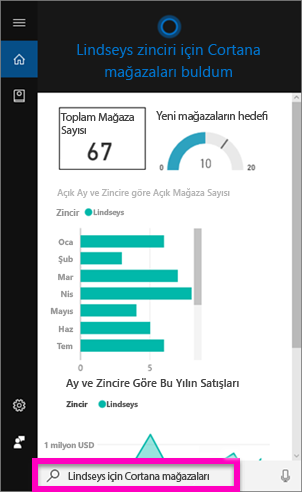 Lindseys zinciri için Cortana
mağazaları buldum
Toplam Mağaza
Sayısı
67
Yeni mağazaların hedefi
0
10
20
Açık Ay ve Zincire göre Açık Mağaza Sayısı
Zincir Lindseys
Oca
Şub
Mar
Nis
Mayıs
Haz
Tem
0
5
Ay ve Zincire Göre Bu Yılın Satışları
Zincir Lindseys
1 milyon USD
Lindseys için Cortana mağazaları